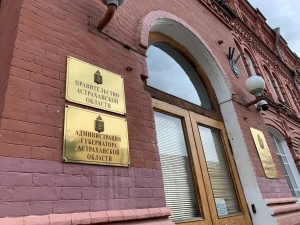 ПРАВИТЕЛЬСТВО
АСТРАХАНСКОЙ
ОБЛАСТИ
АДМИНИСТРАЦИЯ
ГУБЕРНАТОРА
АСТРАХАНСКОЙ
ОБЛАСТИ